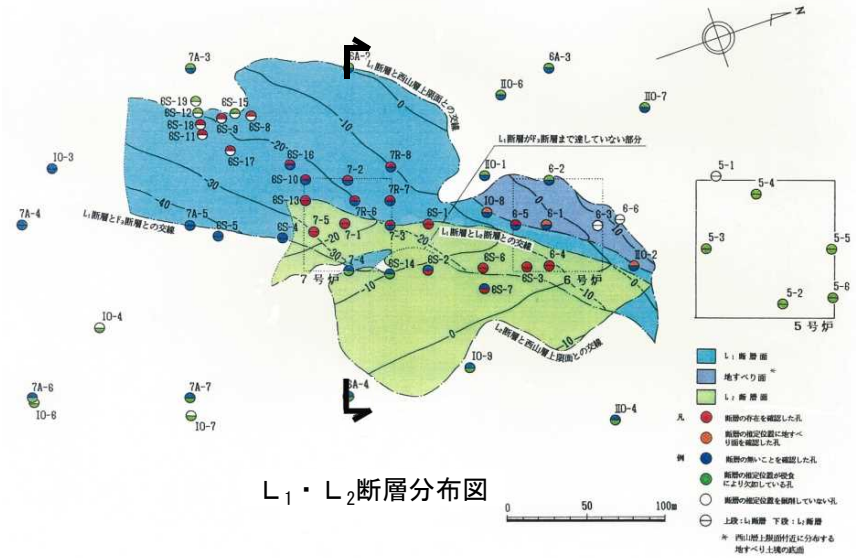 N
7A-3
6A-2
6A-3
IIO-6
IIO-7
L₁断層と西山層上限面との交線
6S-19
6S-12
6S-18
6S-11
6S-15
6S-9
6S-8
6S-17
6S-16
IO-3
0
-10
-20
-30
-40
L₁断層がF₃断層まで達していない部分
7R-8
7-2
6S-10
6S-13
7R-7
IIO-1
6-2
IO-8
6-5
6-1
6-3
6-6
5-1
5-4
7A-4
L₁断層とF₃断層との交線
7A-5
6S-5
6S-4
7-5
7-1
7R-6
7-3
6S-1
L₁断層とL₂断層との交線
IIO-2
5-3
5-5
-20
-30
7-4
6S-14
6S-2
6S-6
6S-3
6-4
6S-7
7号炉
6号炉
-10
0
-10
0
-10
5-2
5-6
5号炉
IO-4
L₂断層と西山層上限面との交線
IO-9
7A-6
IO-6
7A-7
IO-7
6A-4
IIO-4
L₁断層面
地すべり面*
L₂断層面
凡
例
断層の存在を確認した孔
断層の推定位置に地すべ
り面を確認した孔
断層の無いことを確認した孔
断層の推定位置が侵食
により欠如している孔
断層の推定位置を掘削していない孔
上段:L₁断層 下段:L₂断層
* 西山層上限面付近に分布する
地すべり土塊の底面
L₁・L₂断層分布図
0 50 100m